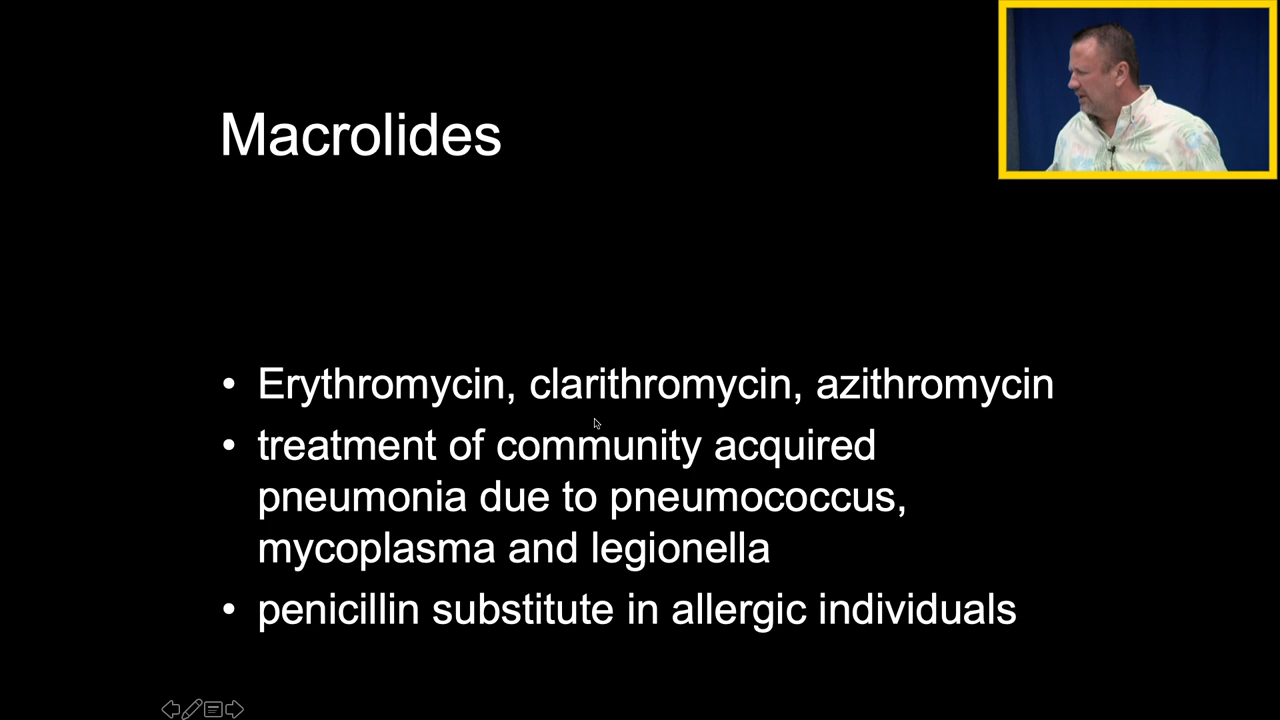 Macrolides
• Erythromycin, clarithromycin, azithromycin
• treatment of community acquired
pneumonia due to pneumococcus,
mycoplasma and legionella
• penicillin substitute in allergic individuals